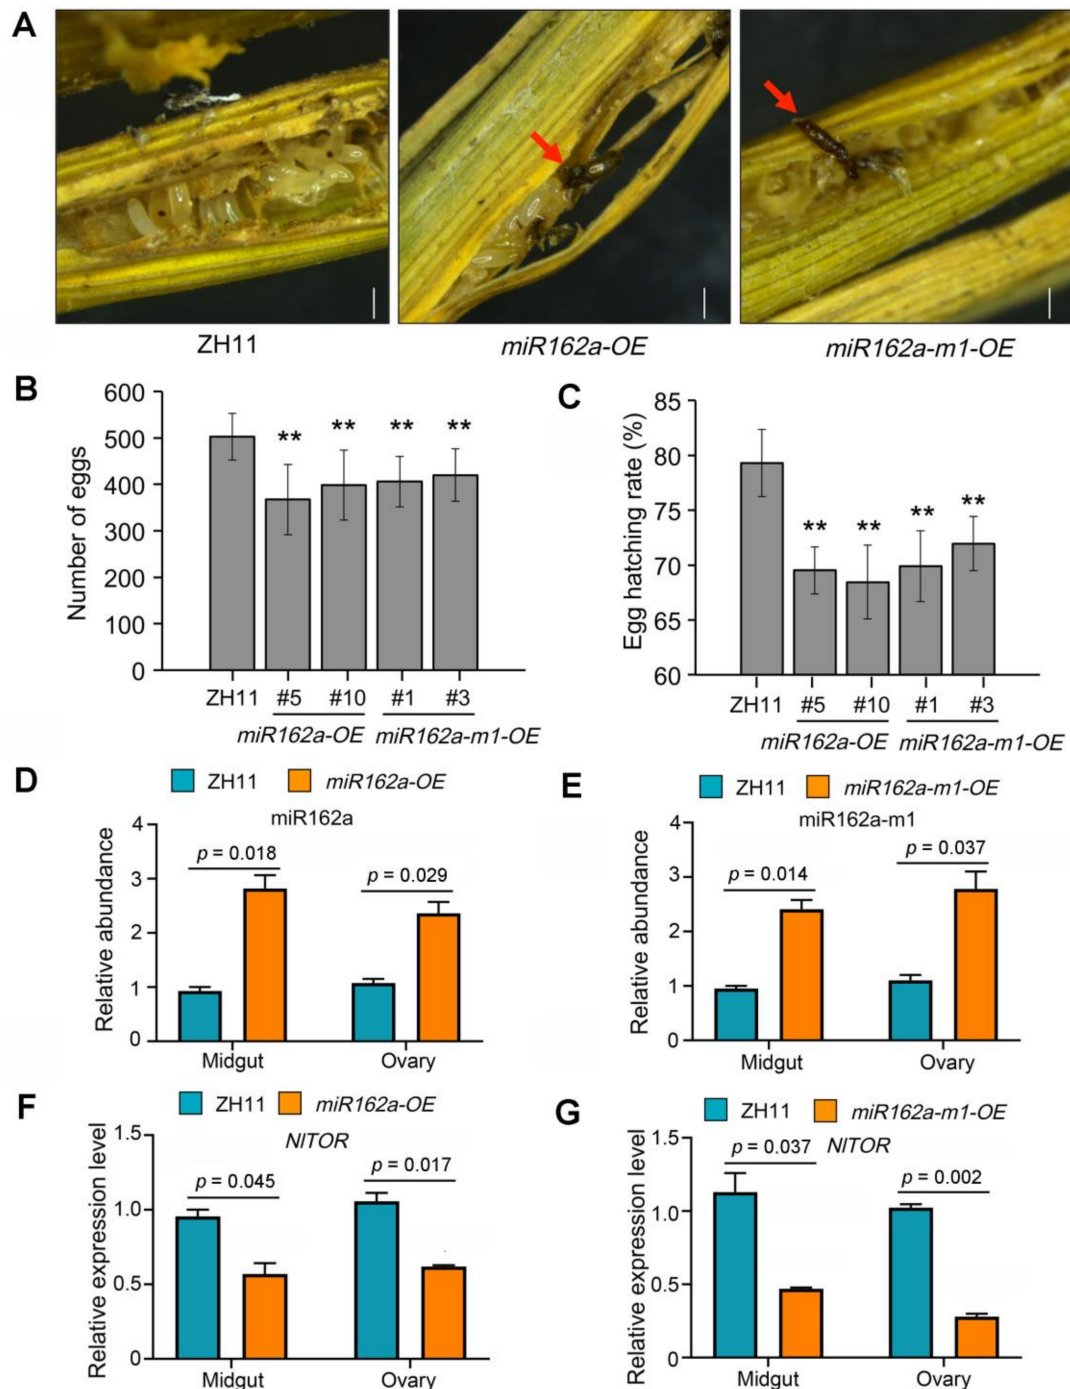 A
ZH11
miR162a-OE
miR162a-m1-OE
B
Number of eggs
600
500
400
300
200
100
0
** ** ** **
ZH11 #5 #10 #1 #3
miR162a-OE miR162a-m1-OE
C
Egg hatching rate (%)
85
80
75
70
65
60
** ** ** **
ZH11 #5 #10 #1 #3
miR162a-OE miR162a-m1-OE
D
ZH11 miR162a-OE
miR162a
Relative abundance
4
3
2
1
0
p = 0.018
p = 0.029
Midgut Ovary
E
ZH11 miR162a-m1-OE
miR162a-m1
Relative abundance
4
3
2
1
0
p = 0.014
p = 0.037
Midgut Ovary
F
ZH11 miR162a-OE
NlTOR
Relative expression level
1.5
1.0
0.5
0
p = 0.045
p = 0.017
Midgut Ovary
G
ZH11 miR162a-m1-OE
NlTOR
Relative expression level
1.5
1.0
0.5
0
p = 0.037
p = 0.002
Midgut Ovary